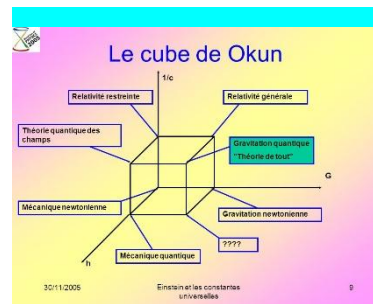 Le cube de Okun
1/c
Relativité restreinte
Relativité générale
Théorie quantique des
champs
Gravitation quantique
"Théorie de tout"
G
Mécanique newtonienne
Gravitation newtonienne
????
Mécanique quantique
h
30/11/2005
Einstein et les constantes
universelles
9